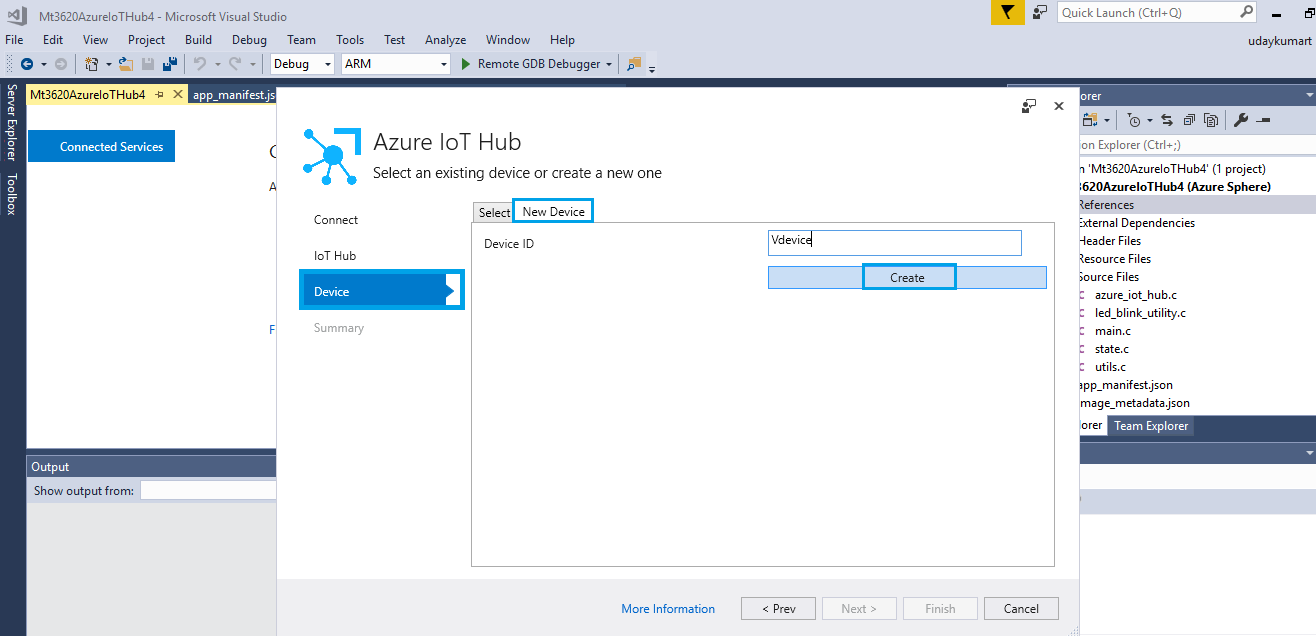 Mt3620AzureIoTHub4 - Microsoft Visual Studio
Quick Launch (Ctrl+Q)
File Edit View Project Build Debug Team Tools Test Analyze Window Help
udaykumart
Debug ARM Remote GDB Debugger
Server Explorer
Toolbox
Mt3620AzureIoTHub4 app_manifest.js
Connected Services
C
A
F
Azure IoT Hub
Select an existing device or create a new one
Connect
IoT Hub
Device
Summary
Select New Device
Device ID Vdevice
Create
More Information < Prev Next > Finish Cancel
orer
on Explorer (Ctrl+;)
n 'Mt3620AzureIoTHub4' (1 project)
3620AzureIoTHub4 (Azure Sphere)
References
External Dependencies
Header Files
Resource Files
Source Files
azure_iot_hub.c
led_blink_utility.c
main.c
state.c
utils.c
app_manifest.json
image_metadata.json
orer Team Explorer
Output
Show output from: